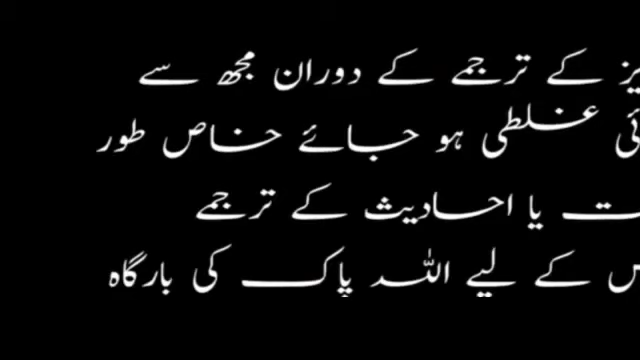 کے ترجمے کے دوران مجھ سے
غلطی ہو جائے خاص طور
یا احادیث کے ترجمے
کے لیے اللہ پاک کی بارگاہ